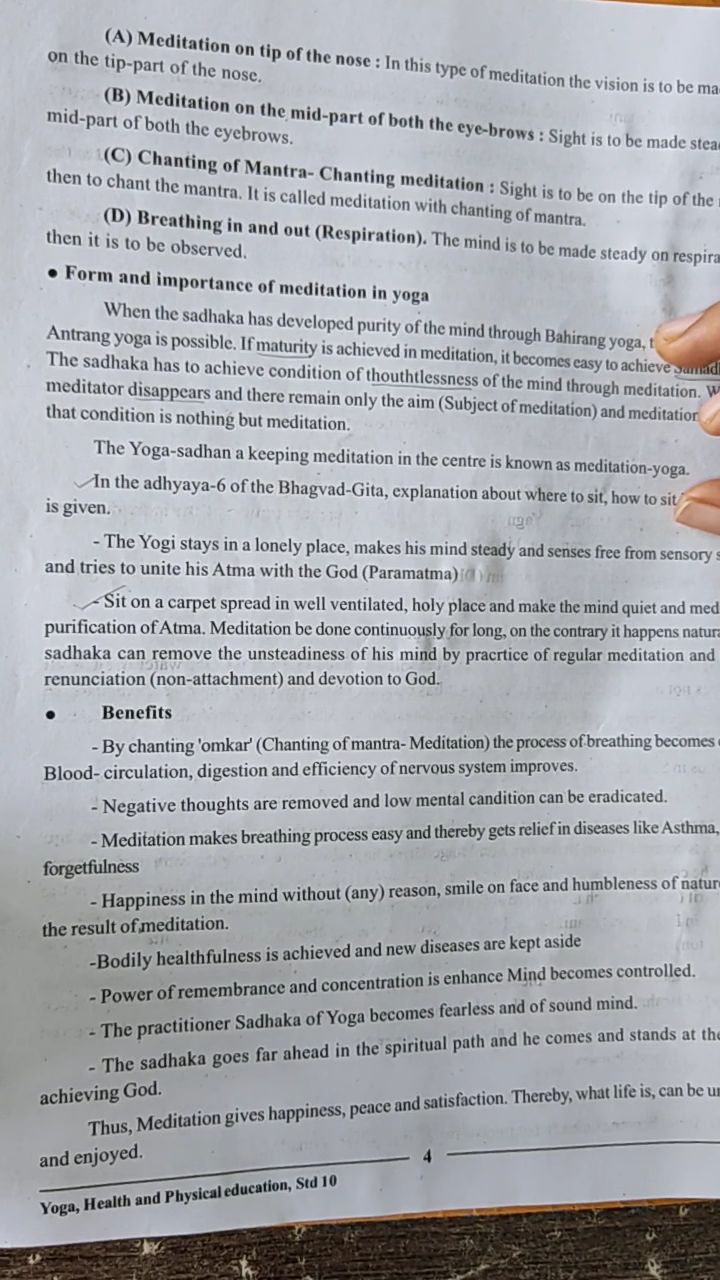 (A) Meditation on tip of the nose : In this type of meditation the vision is to be ma
on the tip-part of the nose.
(B) Meditation on the mid-part of both the eye-brows : Sight is to be made stea
mid-part of both the eyebrows.
(C) Chanting of Mantra- Chanting meditation : Sight is to be on the tip of the
then to chant the mantra. It is called meditation with chanting of mantra.
(D) Breathing in and out (Respiration). The mind is to be made steady on respira
then it is to be observed.
• Form and importance of meditation in yoga
When the sadhaka has developed purity of the mind through Bahirang yoga, t
Antrang yoga is possible. If maturity is achieved in meditation, it becomes easy to achieve
The sadhaka has to achieve condition of thouthtlessness of the mind through meditation. W
meditator disappears and there remain only the aim (Subject of meditation) and meditation
that condition is nothing but meditation.
The Yoga-sadhan a keeping meditation in the centre is known as meditation-yoga.
In the adhyaya-6 of the Bhagvad-Gita, explanation about where to sit, how to sit
is given.
- The Yogi stays in a lonely place, makes his mind steady and senses free from sensory s
and tries to unite his Atma with the God (Paramatma)
- Sit on a carpet spread in well ventilated, holy place and make the mind quiet and med
purification of Atma. Meditation be done continuously for long, on the contrary it happens natura
sadhaka can remove the unsteadiness of his mind by pracrtice of regular meditation and
renunciation (non-attachment) and devotion to God.
• Benefits
- By chanting 'omkar' (Chanting of mantra- Meditation) the process of breathing becomes
Blood- circulation, digestion and efficiency of nervous system improves.
- Negative thoughts are removed and low mental candition can be eradicated.
- Meditation makes breathing process easy and thereby gets relief in diseases like Asthma,
forgetfulness
- Happiness in the mind without (any) reason, smile on face and humbleness of nature
the result of meditation.
-Bodily healthfulness is achieved and new diseases are kept aside
- Power of remembrance and concentration is enhance Mind becomes controlled.
- The practitioner Sadhaka of Yoga becomes fearless and of sound mind.
- The sadhaka goes far ahead in the spiritual path and he comes and stands at the
achieving God.
Thus, Meditation gives happiness, peace and satisfaction. Thereby, what life is, can be un
and enjoyed.
4
Yoga, Health and Physical education, Std 10